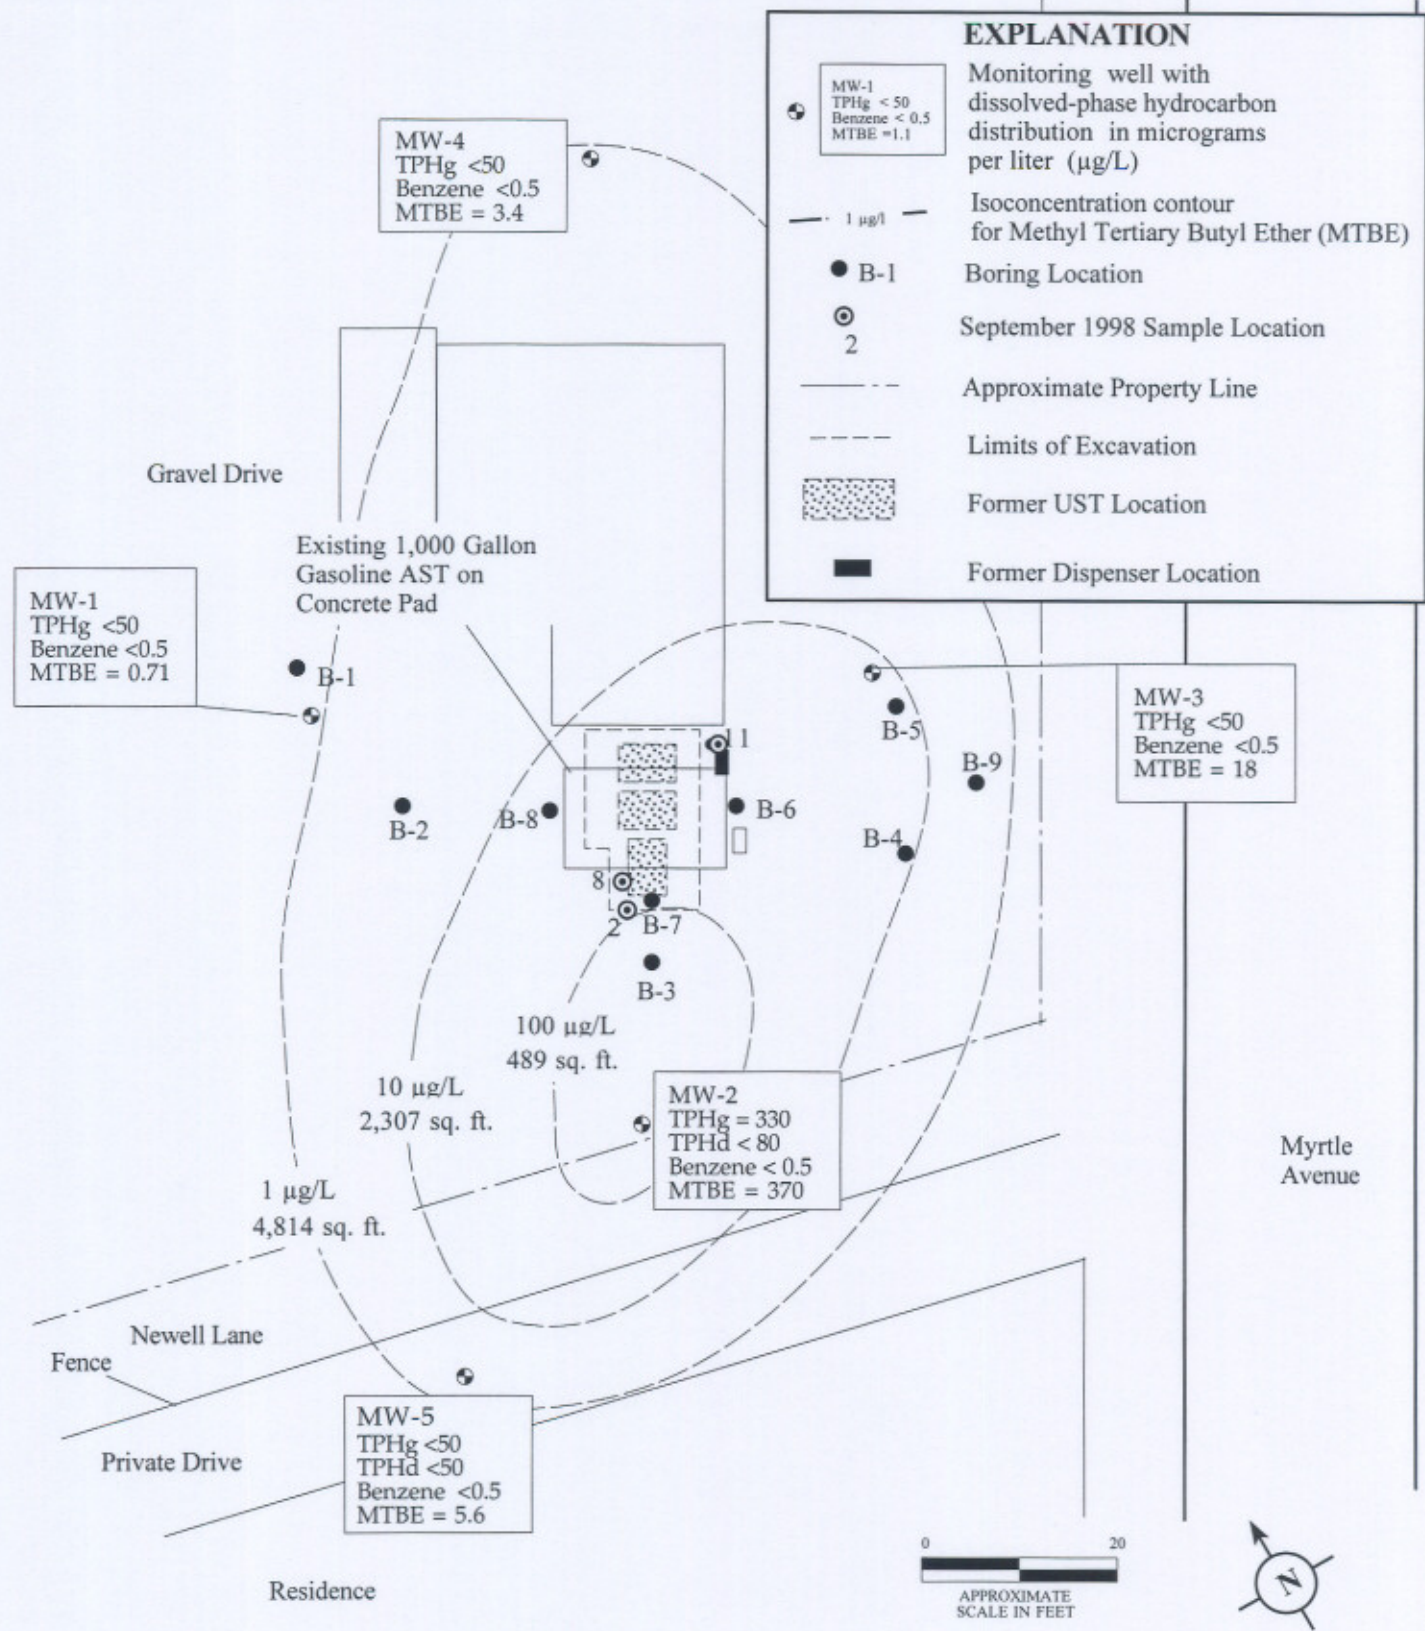 EXPLANATION
MW-1
TPHg < 50
Benzene < 0.5
MTBE =1.1
Monitoring well with
dissolved-phase hydrocarbon
distribution in micrograms
per liter (µg/L)
1 µg/l
Isoconcentration contour
for Methyl Tertiary Butyl Ether (MTBE)
B-1
Boring Location
2
September 1998 Sample Location
Approximate Property Line
Limits of Excavation
Former UST Location
Former Dispenser Location
MW-4
TPHg <50
Benzene <0.5
MTBE = 3.4
Gravel Drive
Existing 1,000 Gallon
Gasoline AST on
Concrete Pad
MW-1
TPHg <50
Benzene <0.5
MTBE = 0.71
B-1
MW-3
TPHg <50
Benzene <0.5
MTBE = 18
B-5
11
B-9
B-2
B-8
B-6
B-4
8
2
B-7
B-3
100 µg/L
489 sq. ft.
10 µg/L
2,307 sq. ft.
MW-2
TPHg = 330
TPHd < 80
Benzene < 0.5
MTBE = 370
Myrtle
Avenue
1 µg/L
4,814 sq. ft.
Newell Lane
Fence
Private Drive
MW-5
TPHg <50
TPHd <50
Benzene <0.5
MTBE = 5.6
Residence
0 20
APPROXIMATE
SCALE IN FEET
N